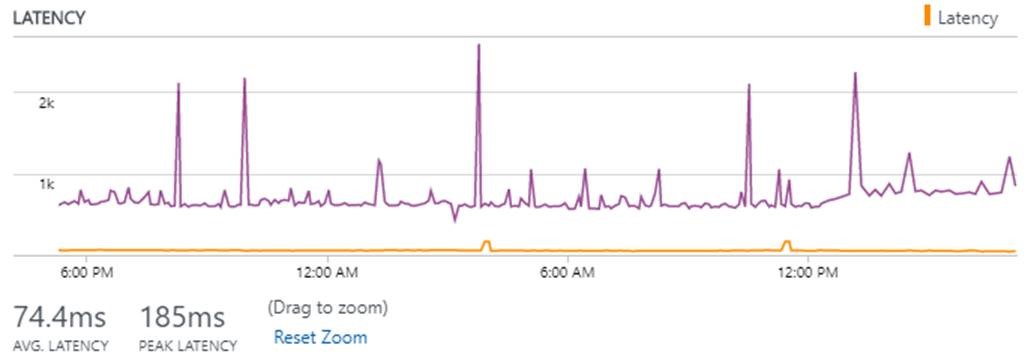 LATENCY
Latency
2k
1k
6:00 PM 12:00 AM 6:00 AM 12:00 PM
74.4ms 185ms (Drag to zoom)
AVG. LATENCY PEAK LATENCY Reset Zoom